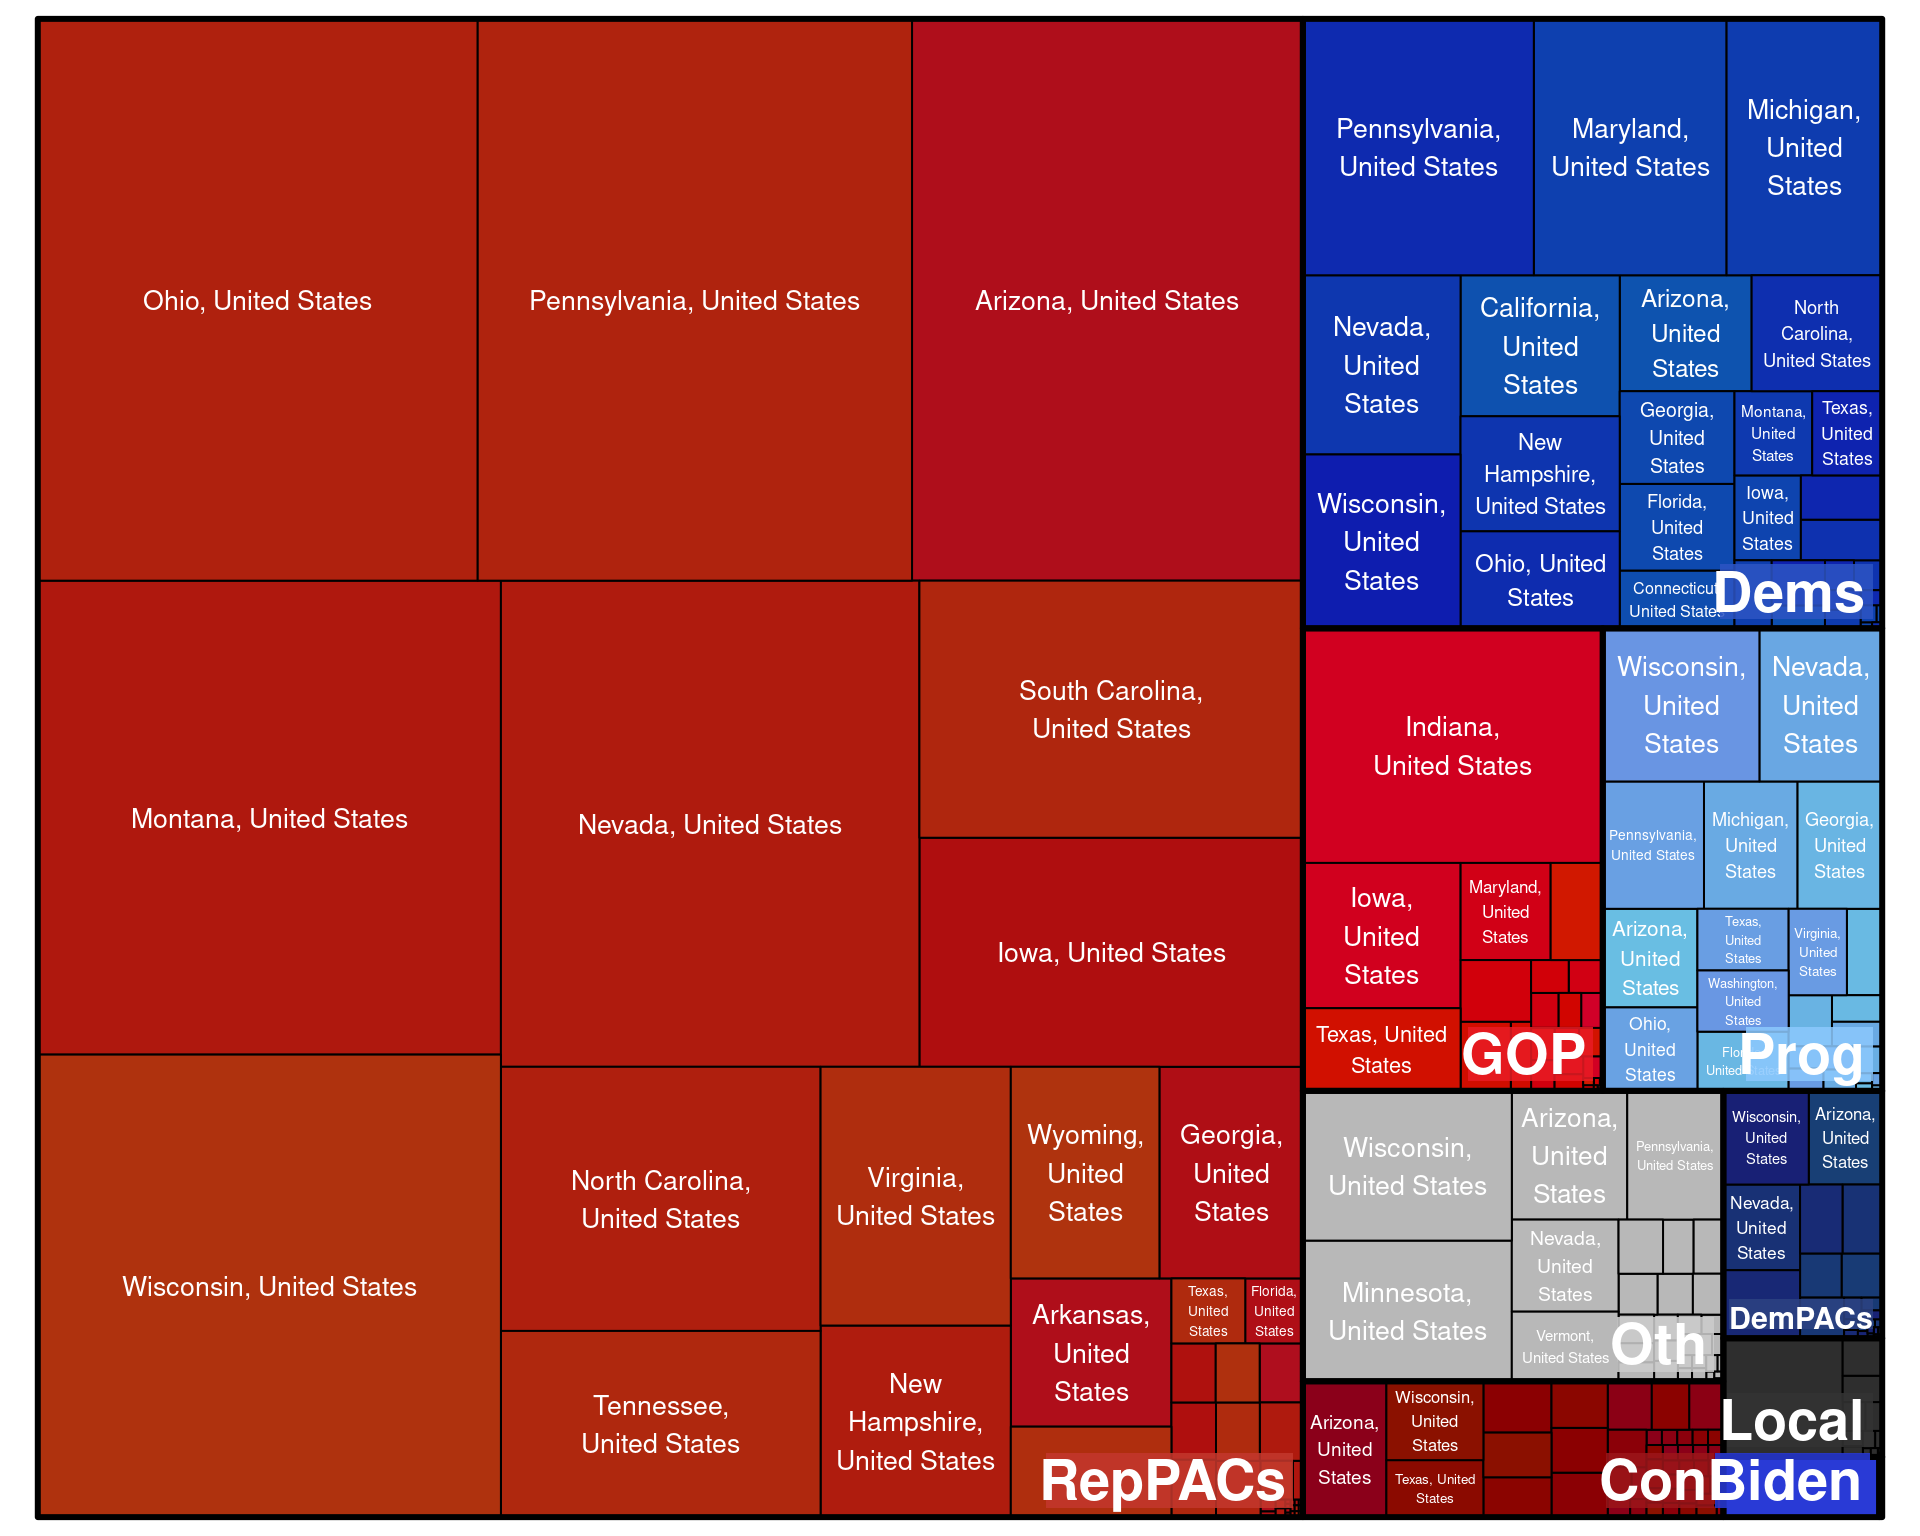 Ohio, United States
Pennsylvania, United States
Arizona, United States
Montana, United States
Nevada, United States
South Carolina,
United States
Iowa, United States
Wisconsin, United States
North Carolina,
United States
Tennessee,
United States
Virginia,
United States
New
Hampshire,
United States
Wyoming,
United
States
Georgia,
United
States
Arkansas,
United
States
Texas,
United
States
Florida,
United
States
RepPACs
Pennsylvania,
United States
Maryland,
United States
Michigan,
United
States
Nevada,
United
States
Wisconsin,
United
States
California,
United
States
New
Hampshire,
United States
Ohio, United
States
Arizona,
United
States
North
Carolina,
United States
Georgia,
United
States
Montana,
United
States
Texas,
United
States
Florida,
United
States
Iowa,
United
States
Connecticut
United States
Dems
Indiana,
United States
Iowa,
United
States
Maryland,
United
States
Texas, United
States
GOP
Wisconsin,
United
States
Nevada,
United
States
Pennsylvania,
United States
Michigan,
United
States
Georgia,
United
States
Arizona,
United
States
Texas,
United
States
Virginia,
United
States
Washington,
United
States
Ohio,
United
States
United
Prog
Wisconsin,
United States
Arizona,
United
States
Pennsylvania,
United States
Minnesota,
United States
Nevada,
United
States
Vermont,
United States
Oth
Wisconsin,
United
States
Arizona,
United
States
Nevada,
United
States
DemPACs
Local
Arizona,
United
States
Wisconsin,
United
States
Texas, United
States
Con
Biden